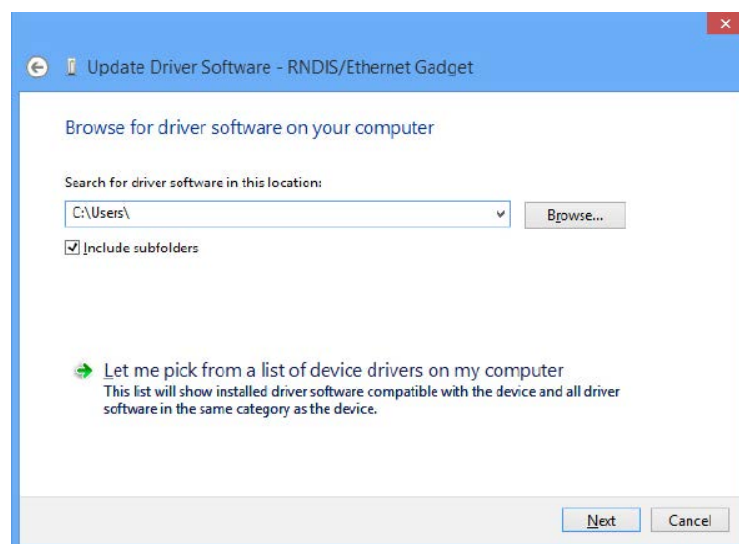 Update Driver Software - RNDIS/Ethernet Gadget
Browse for driver software on your computer
Search for driver software in this location:
C:\Users\
Browse...
Include subfolders
Let me pick from a list of device drivers on my computer
This list will show installed driver software compatible with the device and all driver
software in the same category as the device.
Next
Cancel